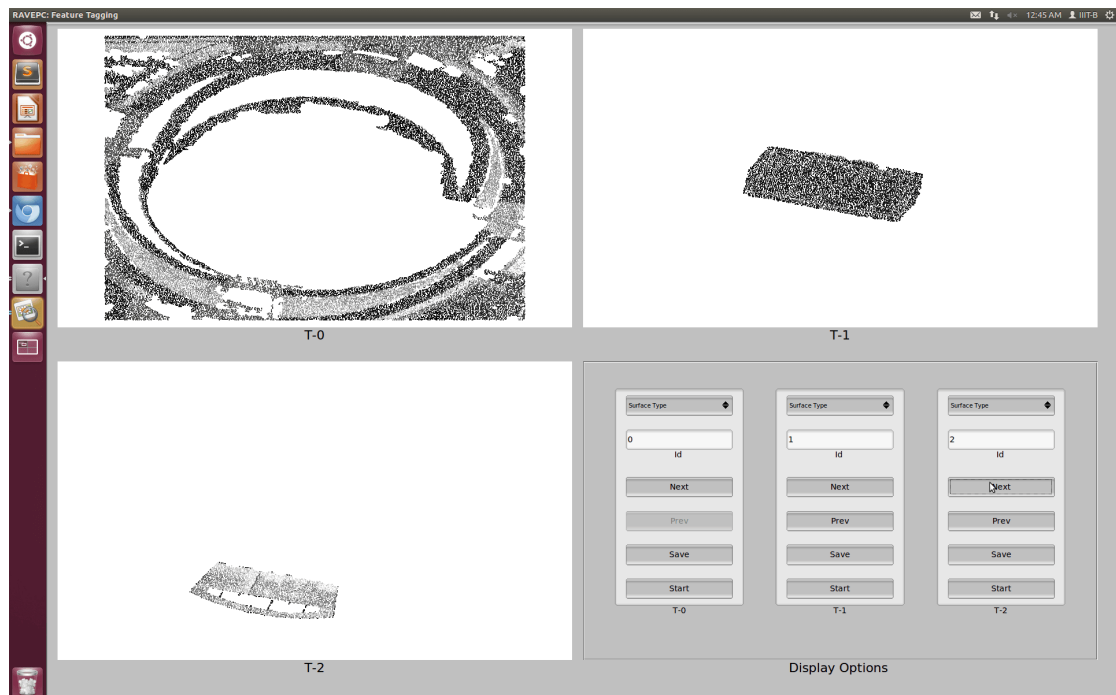 RAVEPC: Feature Tagging
12:45 AM IIIT-B
T-0
T-1
Surface Type
Surface Type
Surface Type
0
1
2
Id
Id
Id
Next
Next
Next
Prev
Prev
Prev
Save
Save
Save
Start
Start
Start
T-0
T-1
T-2
T-2
Display Options